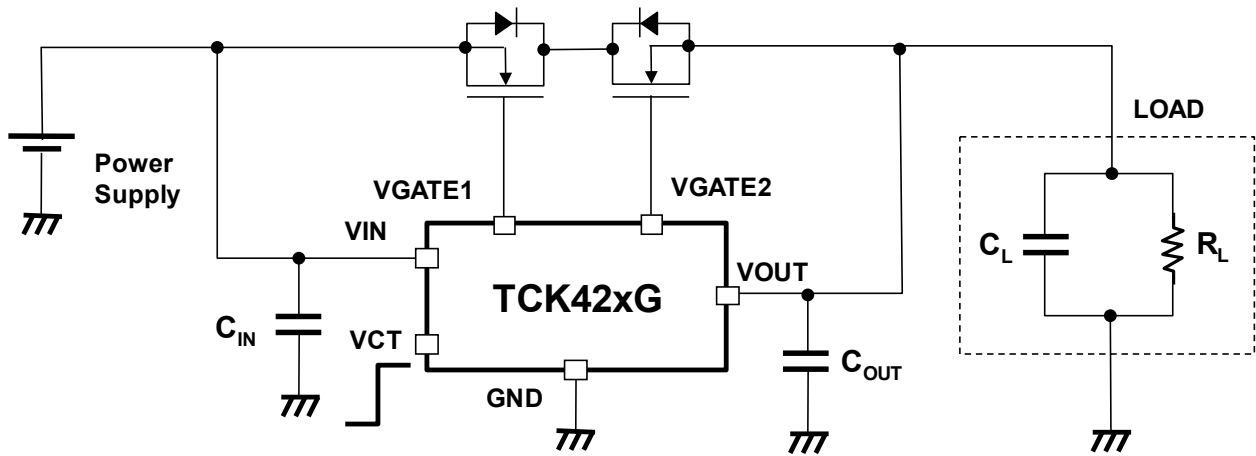 LOAD
Power
Supply
VGATE1
VGATE2
VIN
VOUT
TCK42xG
CL
RL
CIN
VCT
COUT
GND